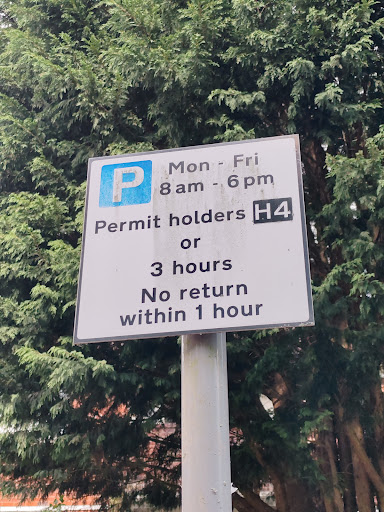 P Mon - Fri
8 am - 6 pm
Permit holders H4
or
3 hours
No return
within 1 hour